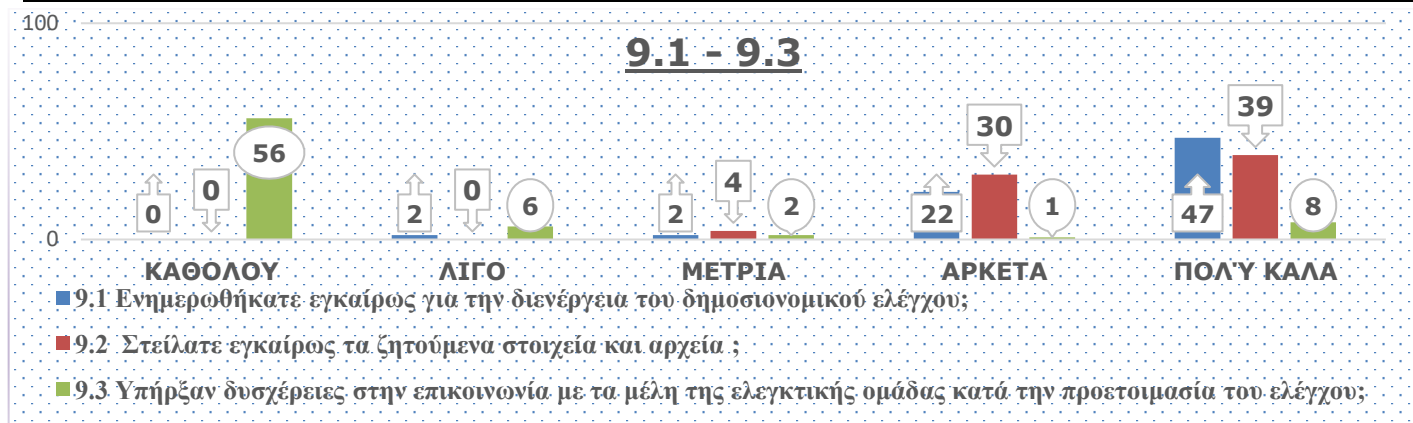 100
9.1 - 9.3
0 0 56 2 0 6 2 4 2 22 30 1 47 39 8
0
ΚΑΘΟΛΟΥ ΛΙΓΟ ΜΕΤΡΙΑ ΑΡΚΕΤΑ ΠΟΛΎ ΚΑΛΑ
9.1 Ενημερωθήκατε εγκαίρως για την διενέργεια του δημοσιονομικού ελέγχου;
9.2 Στείλατε εγκαίρως τα ζητούμενα στοιχεία και αρχεία ;
9.3 Υπήρξαν δυσχέρειες στην επικοινωνία με τα μέλη της ελεγκτικής ομάδας κατά την προετοιμασία του ελέγχου;